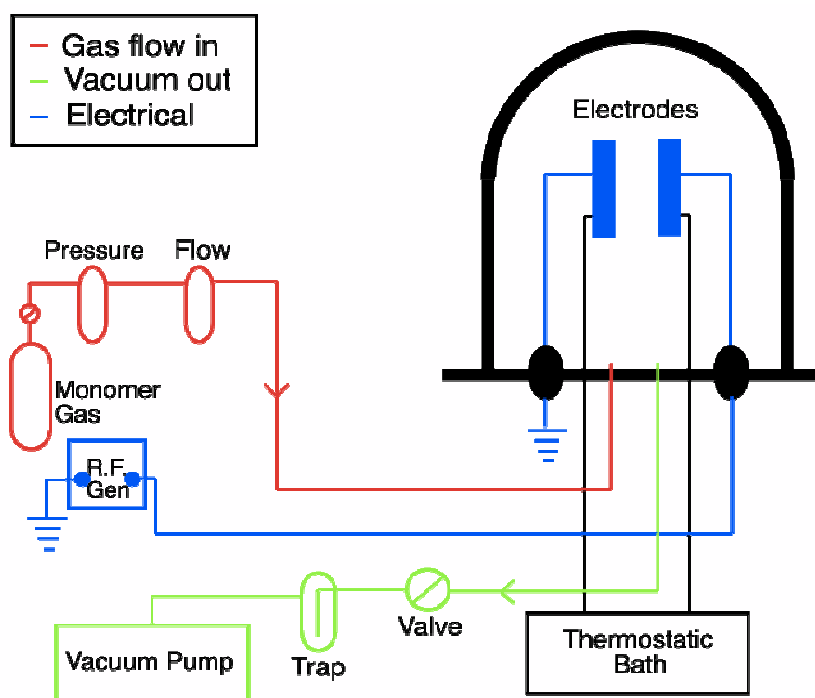 Gas flow in
Vacuum out
Electrical
Electrodes
Pressure
Flow
Monomer
Gas
R.F.
Gen
Valve
Trap
Vacuum Pump
Thermostatic
Bath